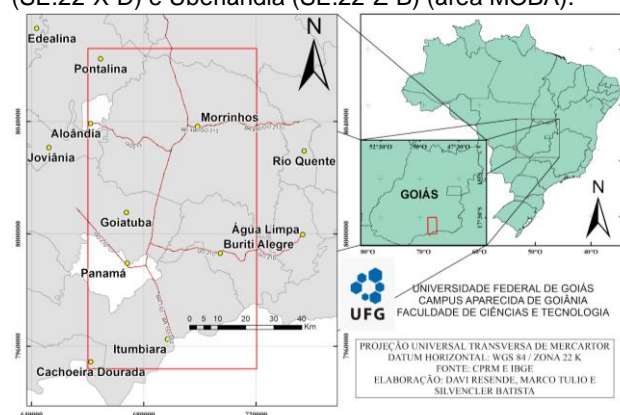 (SE.22-X-D) e Uberlândia (SE.22-Z-B) (área MOBA).
Edealina
Pontalina
N
Morrinhos
Aloândia
Joviânia
Rio Quente
Goiatuba
Água Limpa
Buriti Alegre
Panamá
0 5 10 20 30 40
Km
Itumbiara
Cachoeira Dourada
GOIÁS
N
UFG
UNIVERSIDADE FEDERAL DE GOIÁS
CAMPUS APARECIDA DE GOIÂNIA
FACULDADE DE CIÊNCIAS E TECNOLOGIA
PROJEÇÃO UNIVERSAL TRANSVERSA DE MERCARTOR
DATUM HORIZONTAL: WGS 84 / ZONA 22 K
FONTE: CPRM E IBGE
ELABORAÇÃO: DAVI RESENDE, MARCO TULIO E
SILVENCLER BATISTA